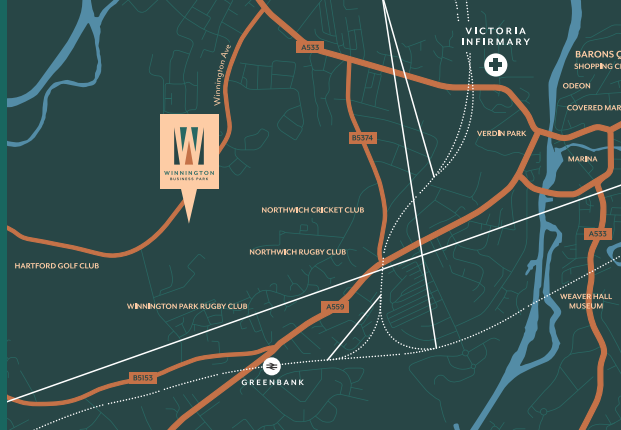 VICTORIA
INFIRMARY
A533
Winnington Ave
BARONS
SHOPPING
ODEON
COVERED
B5374
VERDIN PARK
MARINA
W
WINNINGTON
BUSINESS PARK
NORTHWICH CRICKET CLUB
A533
NORTHWICH RUGBY CLUB
HARTFORD GOLF CLUB
WEAVER HALL
MUSEUM
WINNINGTON PARK RUGBY CLUB
A559
B5153
GREENBANK